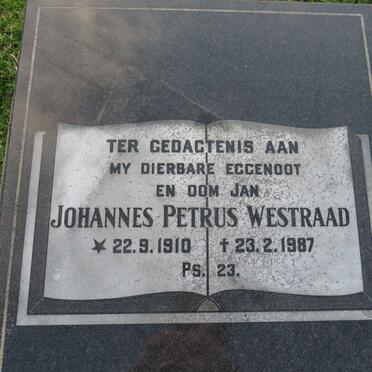 TER GEDAGTENIS AAN
MY DIERBARE EGGENOOT
EN OOM JAN
JOHANNES PETRUS WESTRAAD
★ 22.9.1910 † 23.2.1987
PS. 23.